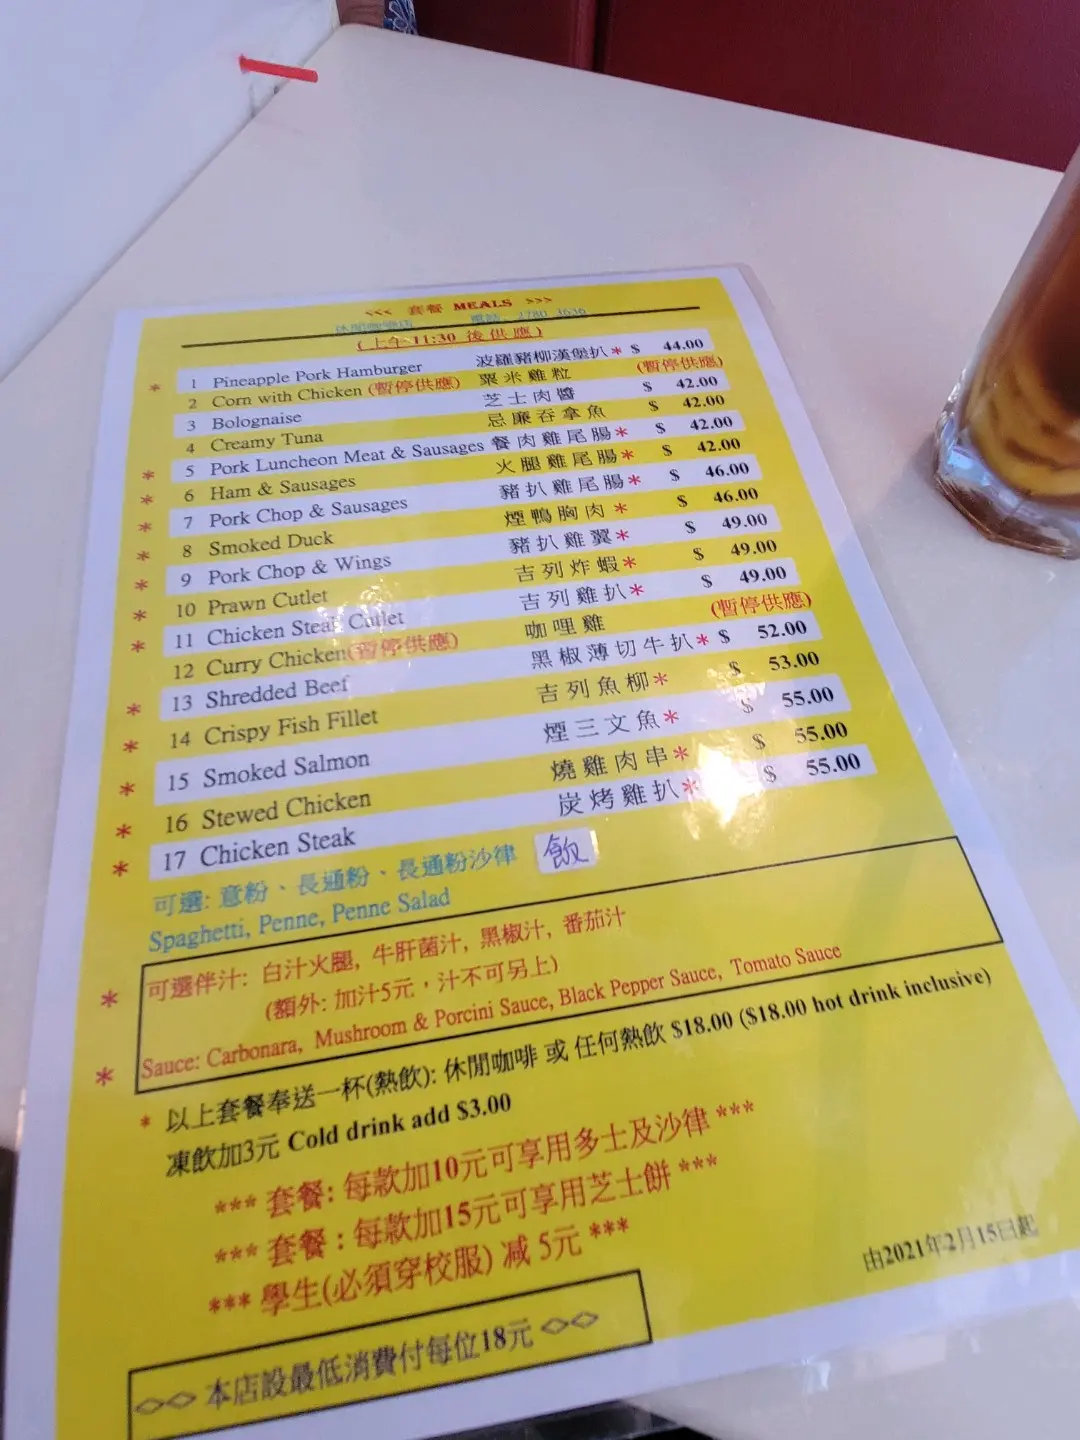 <<< 套餐 MEALS >>>
休閒咖啡店 電話: 2780 3636
(上午 11:30 後供應)
* 1 Pineapple Pork Hamburger 波羅豬柳漢堡扒* $ 44.00
2 Corn with Chicken (暫停供應) 粟米雞粒 (暫停供應)
3 Bolognaise 芝士肉醬 $ 42.00
4 Creamy Tuna 忌廉吞拿魚 $ 42.00
* 5 Pork Luncheon Meat & Sausages 餐肉雞尾腸* $ 42.00
* 6 Ham & Sausages 火腿雞尾腸* $ 42.00
* 7 Pork Chop & Sausages 豬扒雞尾腸* $ 46.00
* 8 Smoked Duck 煙鴨胸肉* $ 46.00
* 9 Pork Chop & Wings 豬扒雞翼* $ 49.00
* 10 Prawn Cutlet 吉列炸蝦* $ 49.00
* 11 Chicken Steak Cutlet 吉列雞扒* $ 49.00
12 Curry Chicken(暫停供應) 咖哩雞 (暫停供應)
* 13 Shredded Beef 黑椒薄切牛扒* $ 52.00
* 14 Crispy Fish Fillet 吉列魚柳* $ 53.00
* 15 Smoked Salmon 煙三文魚* $ 55.00
* 16 Stewed Chicken 燒雞肉串* $ 55.00
* 17 Chicken Steak 炭烤雞扒* $ 55.00
可選: 意粉、長通粉、長通粉沙律 飯
Spaghetti, Penne, Penne Salad
* 可選伴汁: 白汁火腿, 牛肝菌汁, 黑椒汁, 番茄汁
(額外: 加汁5元，汁不可另上)
* Sauce: Carbonara, Mushroom & Porcini Sauce, Black Pepper Sauce, Tomato Sauce
* 以上套餐奉送一杯(熱飲): 休閒咖啡 或 任何熱飲 $18.00 ($18.00 hot drink inclusive)
凍飲加3元 Cold drink add $3.00
*** 套餐: 每款加10元可享用多士及沙律 ***
*** 套餐 : 每款加15元可享用芝士餅 ***
*** 學生(必須穿校服) 减 5元 ***
由2021年2月15日起
◇◇ 本店設最低消費付每位18元 ◇◇